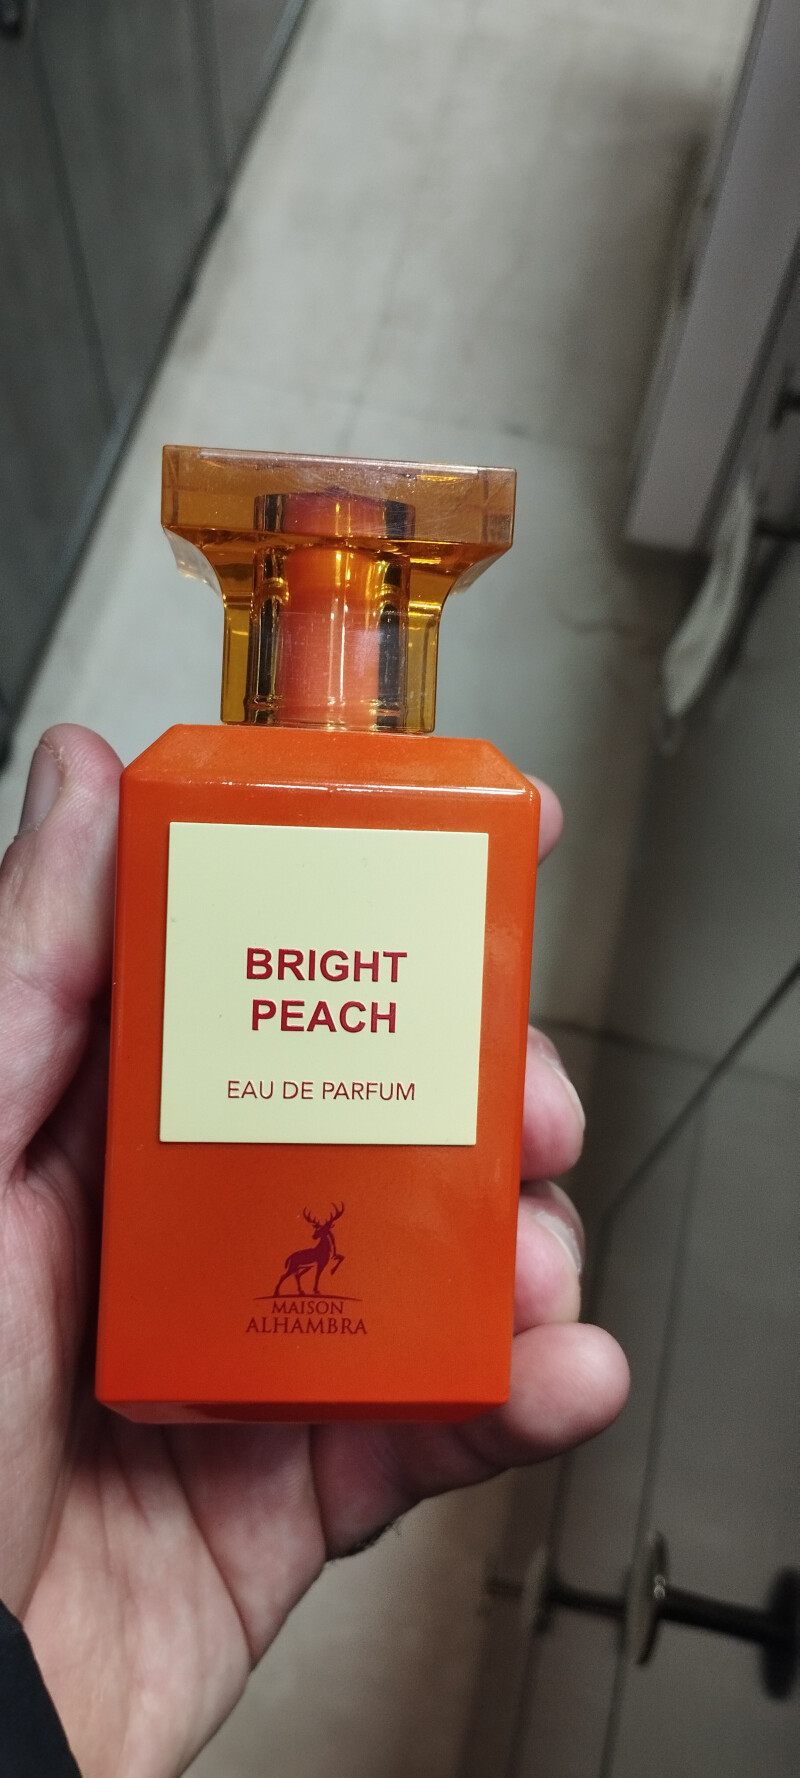 BRIGHT
PEACH
EAU DE PARFUM
MAISON
ALHAMBRA